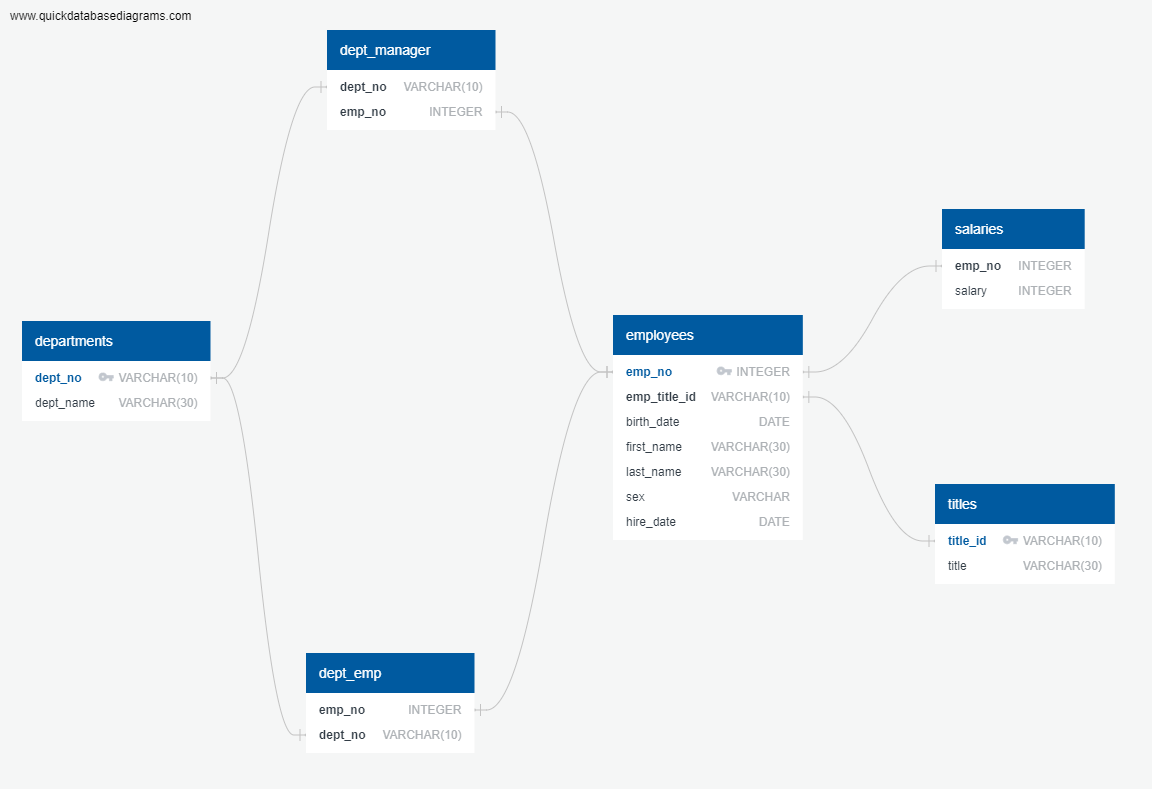 www.quickdatabasediagrams.com
dept_manager
dept_no VARCHAR(10)
emp_no INTEGER
departments
dept_no VARCHAR(10)
dept_name VARCHAR(30)
employees
emp_no INTEGER
emp_title_id VARCHAR(10)
birth_date DATE
first_name VARCHAR(30)
last_name VARCHAR(30)
sex VARCHAR
hire_date DATE
salaries
emp_no INTEGER
salary INTEGER
titles
title_id VARCHAR(10)
title VARCHAR(30)
dept_emp
emp_no INTEGER
dept_no VARCHAR(10)